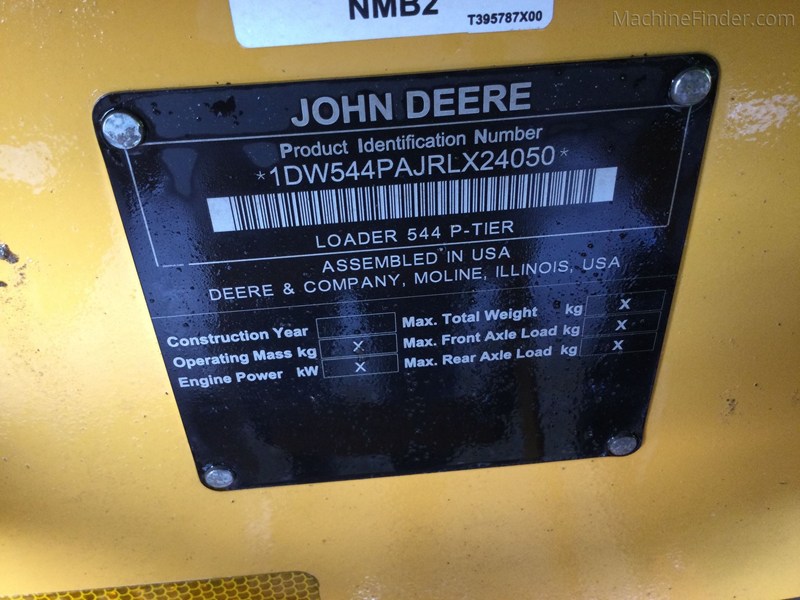 NMB2
T395787X00
MachineFinder.com
JOHN DEERE
Product Identification Number
*1DW544PAJRLX24050*
LOADER 544 P-TIER
ASSEMBLED IN USA
DEERE & COMPANY, MOLINE, ILLINOIS, USA
Construction Year
Operating Mass kg X
Engine Power kW X
Max. Total Weight kg X
Max. Front Axle Load kg X
Max. Rear Axle Load kg X